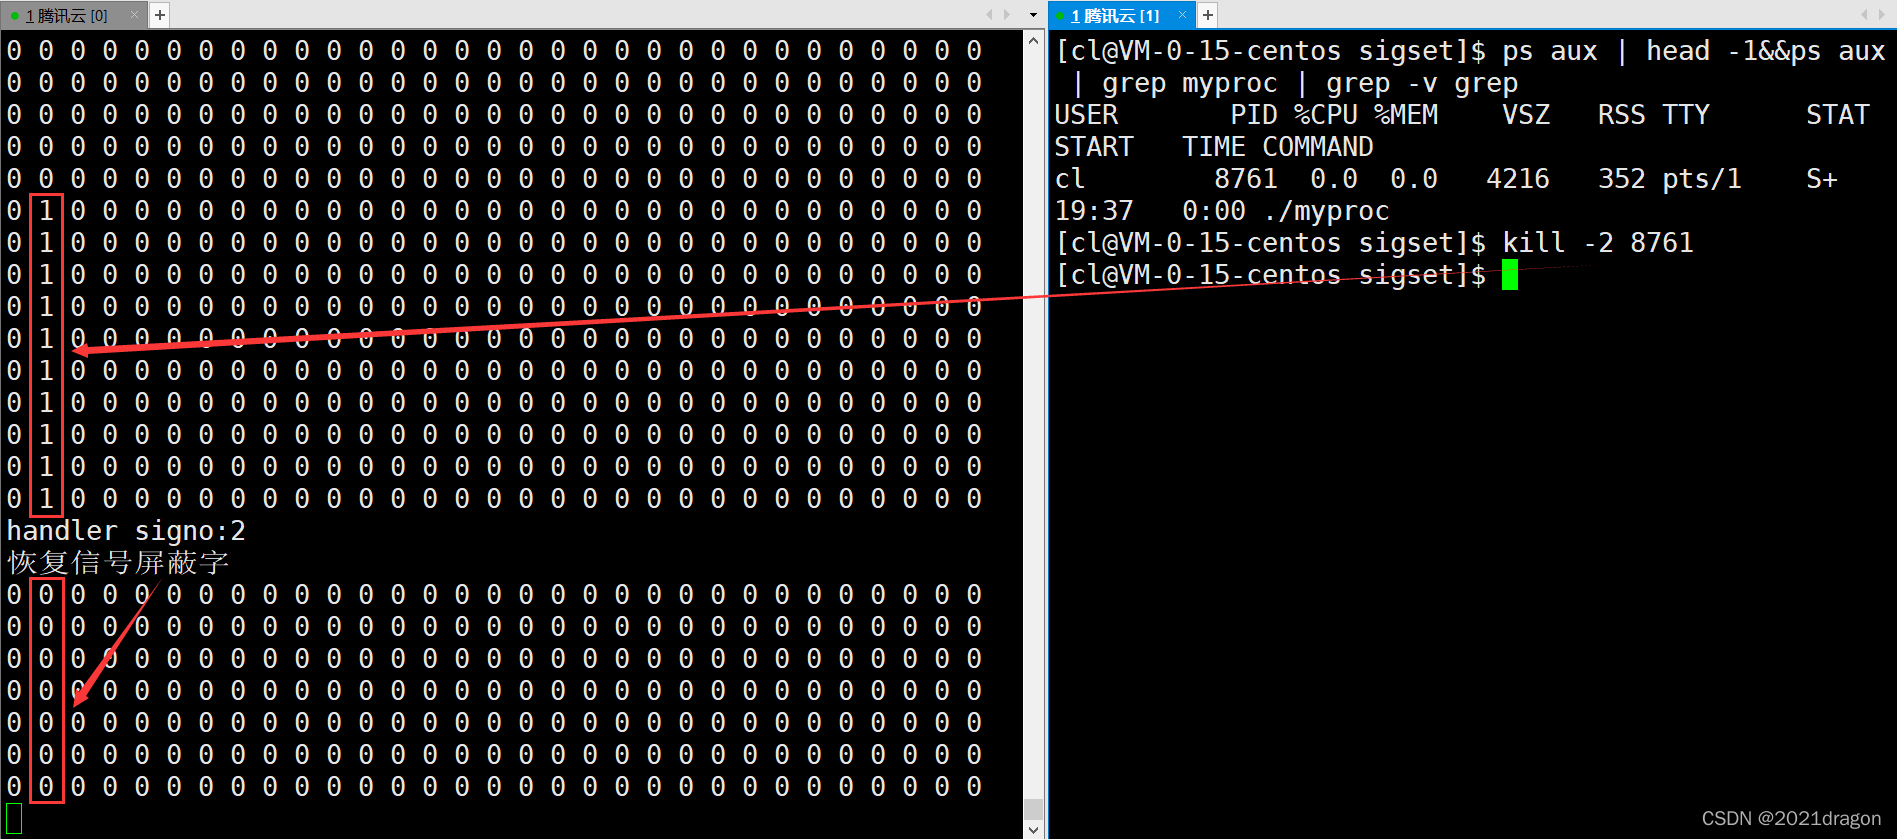 1 腾讯云 [0]
0 0 0 0 0 0 0 0 0 0 0 0 0 0 0 0 0 0 0 0 0 0 0 0 0 0 0 0 0 0 0
0 0 0 0 0 0 0 0 0 0 0 0 0 0 0 0 0 0 0 0 0 0 0 0 0 0 0 0 0 0 0
0 0 0 0 0 0 0 0 0 0 0 0 0 0 0 0 0 0 0 0 0 0 0 0 0 0 0 0 0 0 0
0 0 0 0 0 0 0 0 0 0 0 0 0 0 0 0 0 0 0 0 0 0 0 0 0 0 0 0 0 0 0
0 0 0 0 0 0 0 0 0 0 0 0 0 0 0 0 0 0 0 0 0 0 0 0 0 0 0 0 0 0 0
0 1 0 0 0 0 0 0 0 0 0 0 0 0 0 0 0 0 0 0 0 0 0 0 0 0 0 0 0 0 0
0 1 0 0 0 0 0 0 0 0 0 0 0 0 0 0 0 0 0 0 0 0 0 0 0 0 0 0 0 0 0
0 1 0 0 0 0 0 0 0 0 0 0 0 0 0 0 0 0 0 0 0 0 0 0 0 0 0 0 0 0 0
0 1 0 0 0 0 0 0 0 0 0 0 0 0 0 0 0 0 0 0 0 0 0 0 0 0 0 0 0 0 0
0 1 0 0 0 0 0 0 0 0 0 0 0 0 0 0 0 0 0 0 0 0 0 0 0 0 0 0 0 0 0
0 1 0 0 0 0 0 0 0 0 0 0 0 0 0 0 0 0 0 0 0 0 0 0 0 0 0 0 0 0 0
0 1 0 0 0 0 0 0 0 0 0 0 0 0 0 0 0 0 0 0 0 0 0 0 0 0 0 0 0 0 0
0 1 0 0 0 0 0 0 0 0 0 0 0 0 0 0 0 0 0 0 0 0 0 0 0 0 0 0 0 0 0
0 1 0 0 0 0 0 0 0 0 0 0 0 0 0 0 0 0 0 0 0 0 0 0 0 0 0 0 0 0 0
0 1 0 0 0 0 0 0 0 0 0 0 0 0 0 0 0 0 0 0 0 0 0 0 0 0 0 0 0 0 0
handler signo:2
恢复信号屏蔽字
0 0 0 0 0 0 0 0 0 0 0 0 0 0 0 0 0 0 0 0 0 0 0 0 0 0 0 0 0 0 0
0 0 0 0 0 0 0 0 0 0 0 0 0 0 0 0 0 0 0 0 0 0 0 0 0 0 0 0 0 0 0
0 0 0 0 0 0 0 0 0 0 0 0 0 0 0 0 0 0 0 0 0 0 0 0 0 0 0 0 0 0 0
0 0 0 0 0 0 0 0 0 0 0 0 0 0 0 0 0 0 0 0 0 0 0 0 0 0 0 0 0 0 0
0 0 0 0 0 0 0 0 0 0 0 0 0 0 0 0 0 0 0 0 0 0 0 0 0 0 0 0 0 0 0
0 0 0 0 0 0 0 0 0 0 0 0 0 0 0 0 0 0 0 0 0 0 0 0 0 0 0 0 0 0 0
0 0 0 0 0 0 0 0 0 0 0 0 0 0 0 0 0 0 0 0 0 0 0 0 0 0 0 0 0 0 0
1 腾讯云 [1]
[cl@VM-0-15-centos sigset]$ ps aux | head -1&&ps aux
 | grep myproc | grep -v grep
USER       PID %CPU %MEM    VSZ   RSS TTY      STAT
START   TIME COMMAND
cl        8761  0.0  0.0   4216   352 pts/1    S+
19:37   0:00 ./myproc
[cl@VM-0-15-centos sigset]$ kill -2 8761
[cl@VM-0-15-centos sigset]$
CSDN @2021dragon